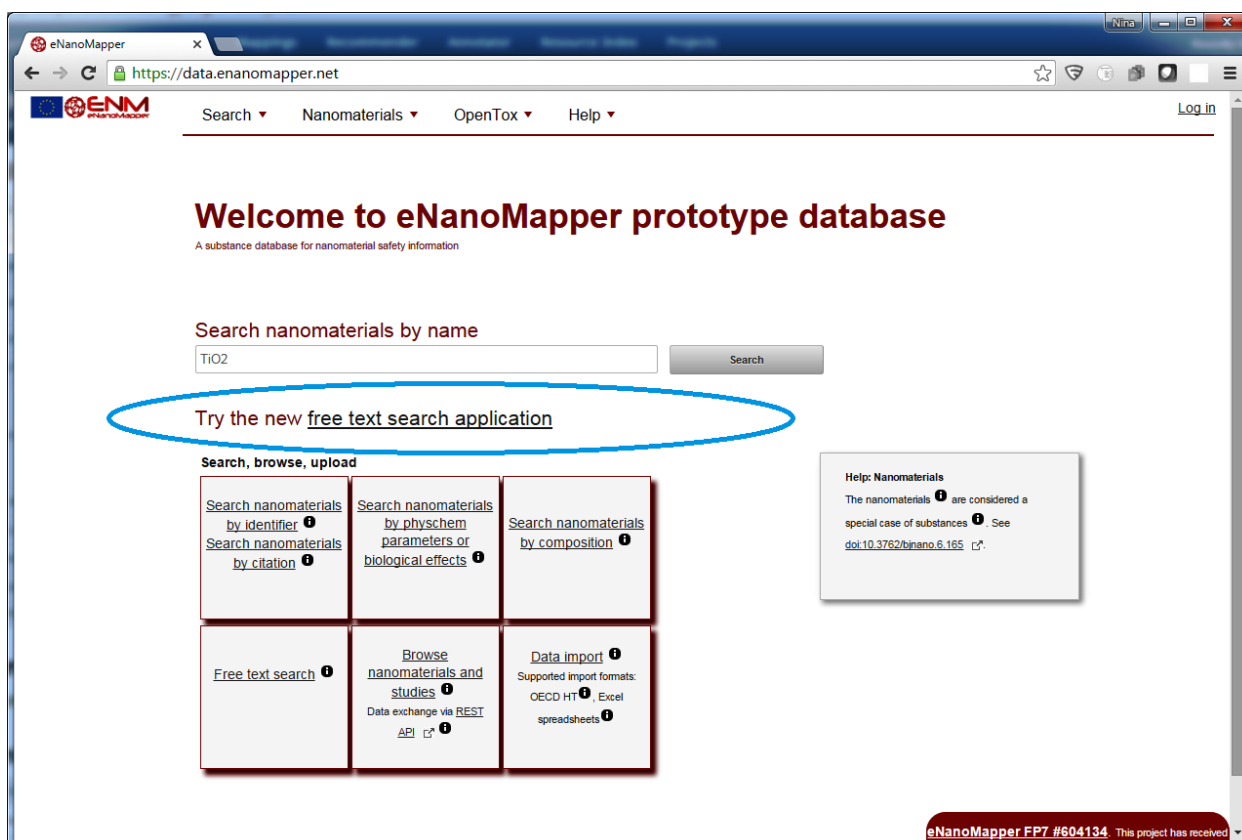 Nina
eNanoMapper
https://data.enanomapper.net
ENM
eNanoMapper
Search
Nanomaterials
OpenTox
Help
Log in
Welcome to eNanoMapper prototype database
A substance database for nanomaterial safety information
Search nanomaterials by name
TiO2
Search
Try the new free text search application
Search, browse, upload
Search nanomaterials
by identifier
Search nanomaterials
by citation
Search nanomaterials
by physchem
parameters or
biological effects
Search nanomaterials
by composition
Help: Nanomaterials
The nanomaterials are considered a
special case of substances . See
doi:10.3762/bjnano.6.165 .
Free text search
Browse
nanomaterials and
studies
Data exchange via REST
API
Data import
Supported import formats:
OECD HT , Excel
spreadsheets
eNanoMapper FP7 #604134. This project has received